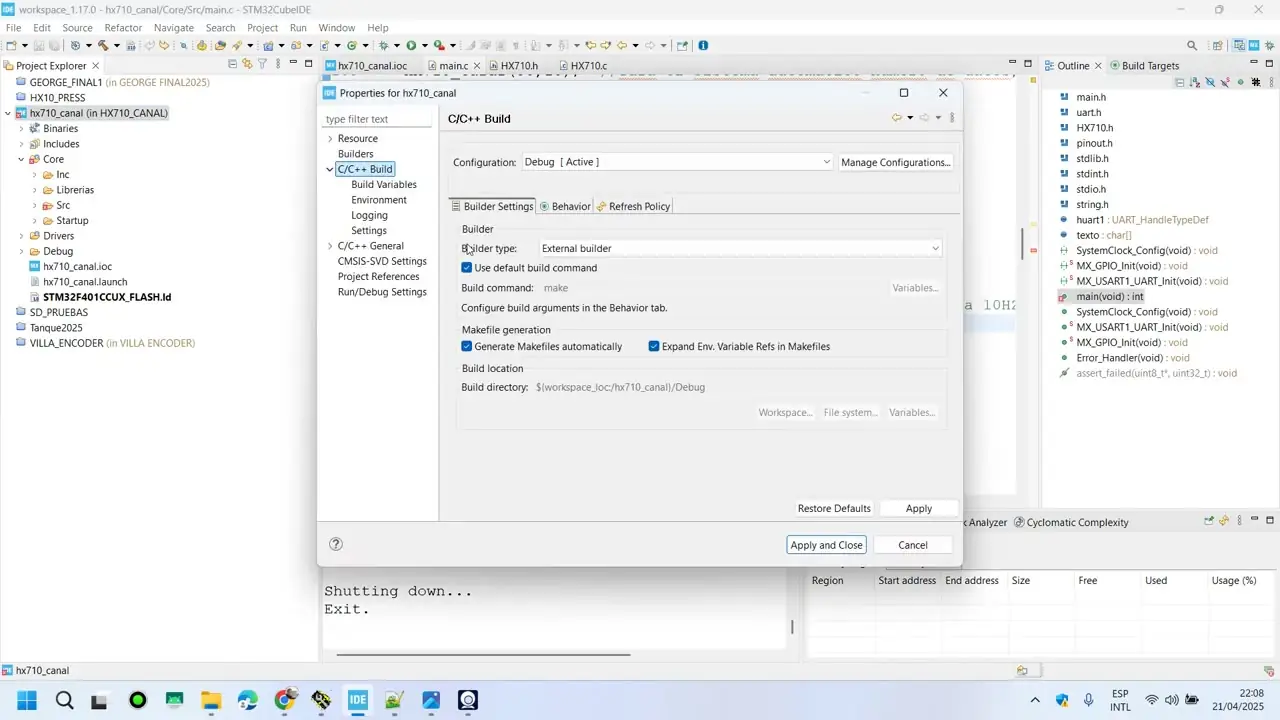 workspace_1.17.0 - hx710_canal/Core/Src/main.c - STM32CubeIDE
File Edit Source Refactor Navigate Search Project Run Window Help
Project Explorer
GEORGE_FINAL1 (in GEORGE FINAL2025)
HX10_PRESS
hx710_canal (in HX710_CANAL)
Binaries
Includes
Core
Inc
Librerias
Src
Startup
Drivers
Debug
hx710_canal.ioc
hx710_canal.launch
STM32F401CCUX_FLASH.ld
SD_PRUEBAS
Tanque2025
VILLA_ENCODER (in VILLA ENCODER)
hx710_canal.ioc main.c HX710.h HX710.c
Properties for hx710_canal
type filter text
Resource
Builders
C/C++ Build
Build Variables
Environment
Logging
Settings
C/C++ General
CMSIS-SVD Settings
Project References
Run/Debug Settings
C/C++ Build
Configuration: Debug [ Active ] Manage Configurations...
Builder Settings Behavior Refresh Policy
Builder
Builder type: External builder
Use default build command
Build command: make Variables...
Configure build arguments in the Behavior tab.
Makefile generation
Generate Makefiles automatically Expand Env. Variable Refs in Makefiles
Build location
Build directory: ${workspace_loc:/hx710_canal}/Debug
Workspace... File system... Variables...
Restore Defaults Apply
Apply and Close Cancel
a 10Hz
Outline Build Targets
main.h
uart.h
HX710.h
pinout.h
stdlib.h
stdint.h
stdio.h
string.h
huart1 : UART_HandleTypeDef
texto : char[]
SystemClock_Config(void) : void
MX_GPIO_Init(void) : void
MX_USART1_UART_Init(void) : void
main(void) : int
SystemClock_Config(void) : void
MX_USART1_UART_Init(void) : void
MX_GPIO_Init(void) : void
Error_Handler(void) : void
assert_failed(uint8_t*, uint32_t) : void
k Analyzer Cyclomatic Complexity
Region Start address End address Size Free Used Usage (%)
Shutting down...
Exit.
hx710_canal
ESP
INTL
22:08
21/04/2025